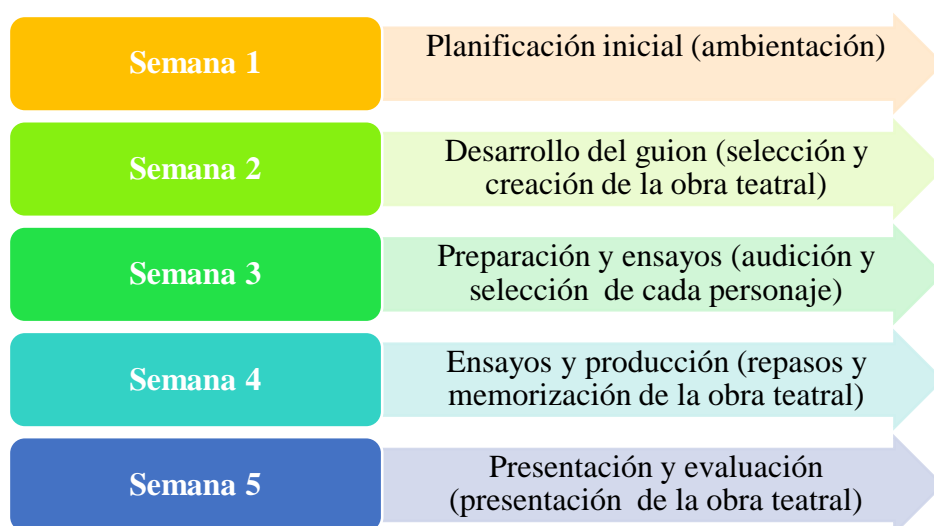 Semana 1
Planificación inicial (ambientación)
Semana 2
Desarrollo del guion (selección y
creación de la obra teatral)
Semana 3
Preparación y ensayos (audición y
selección  de cada personaje)
Semana 4
Ensayos y producción (repasos y
memorización de la obra teatral)
Semana 5
Presentación y evaluación
(presentación  de la obra teatral)